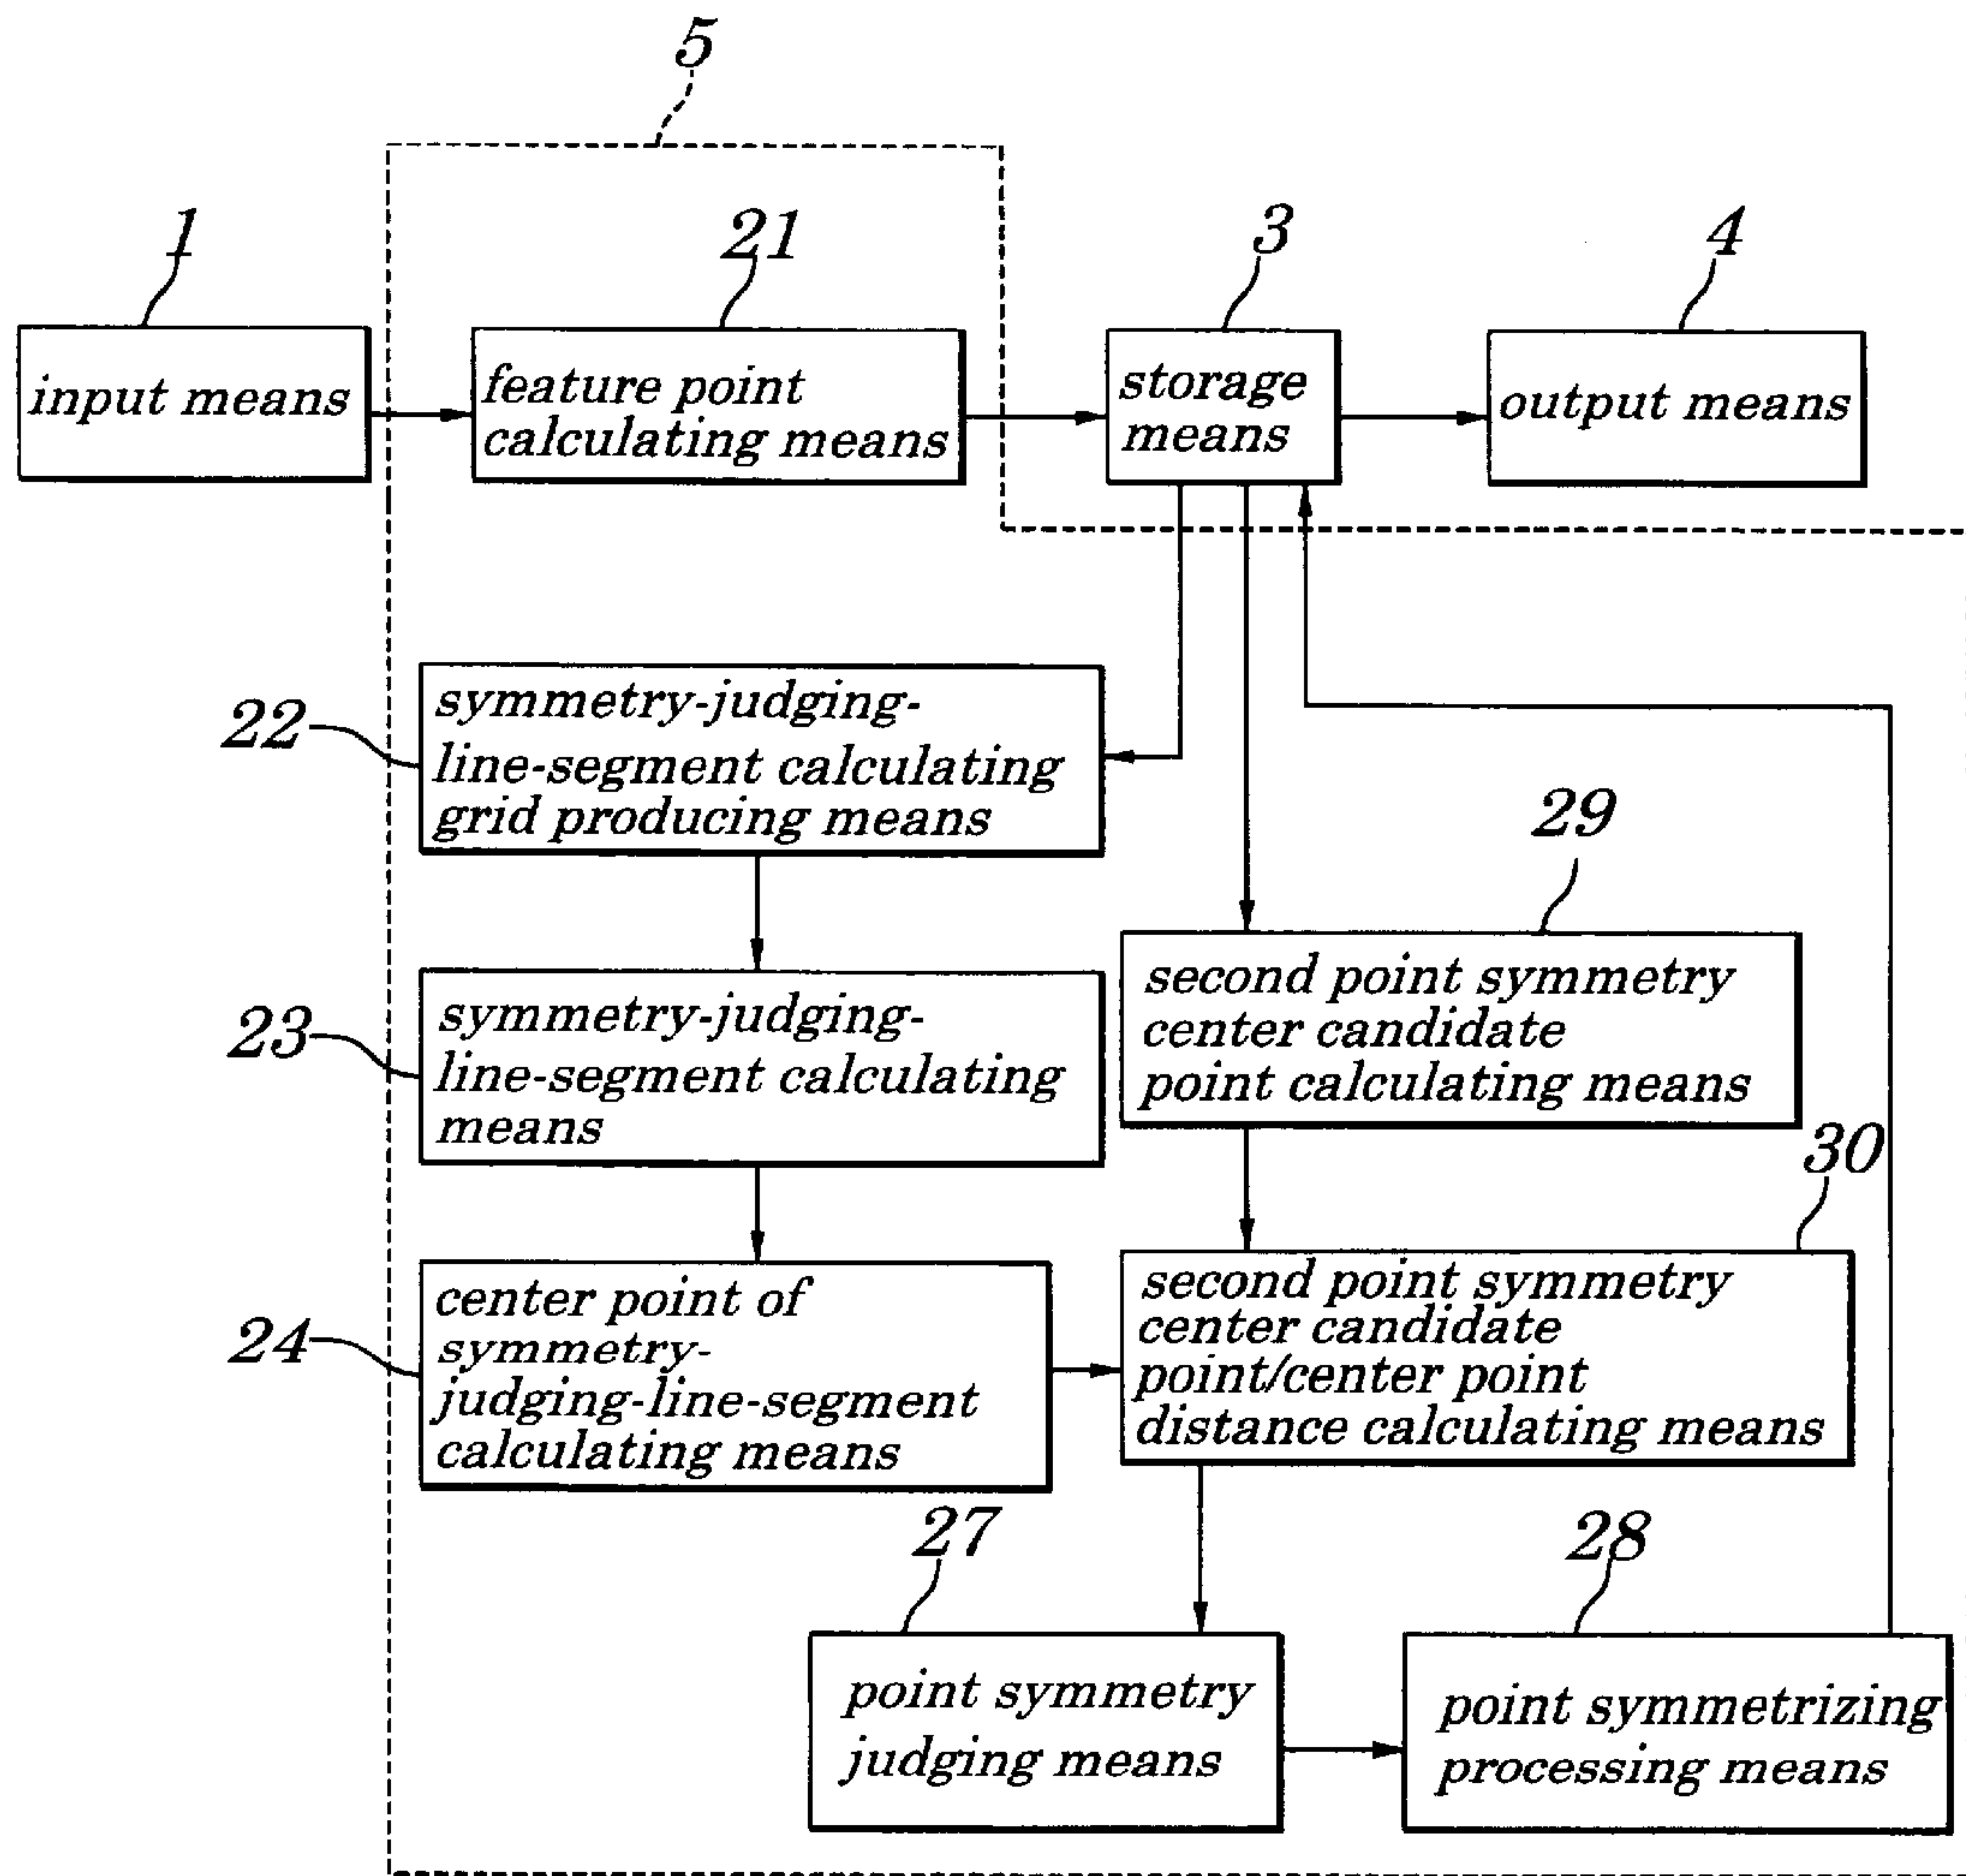 5
1
21
3
4
input means
feature point
calculating means
storage
means
output means
22
symmetry-judging-
line-segment calculating
grid producing means
29
23
symmetry-judging-
line-segment calculating
means
second point symmetry
center candidate
point calculating means
30
24
center point of
symmetry-
judging-line-segment
calculating means
second point symmetry
center candidate
point/center point
distance calculating means
27
28
point symmetry
judging means
point symmetrizing
processing means